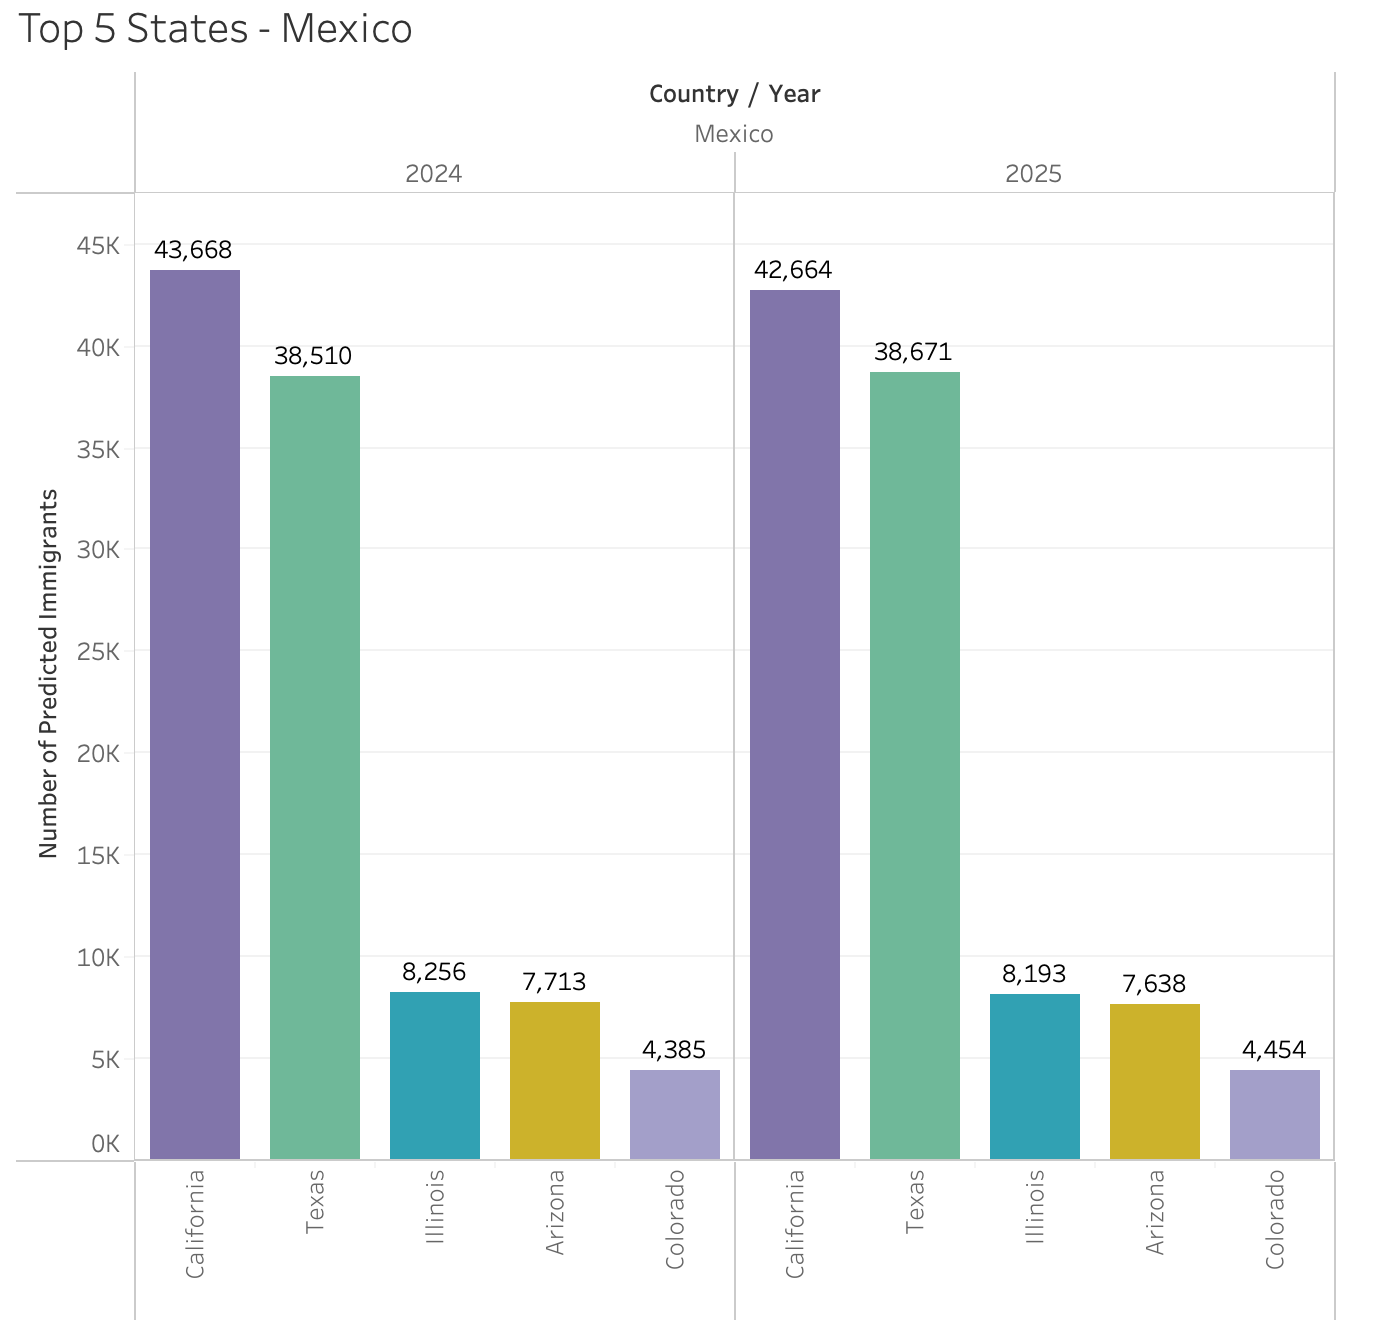 Top 5 States - Mexico
Country / Year
Mexico
2024
2025
Number of Predicted Immigrants
45K
40K
35K
30K
25K
20K
15K
10K
5K
0K
43,668
38,510
8,256
7,713
4,385
42,664
38,671
8,193
7,638
4,454
California
Texas
Illinois
Arizona
Colorado
California
Texas
Illinois
Arizona
Colorado